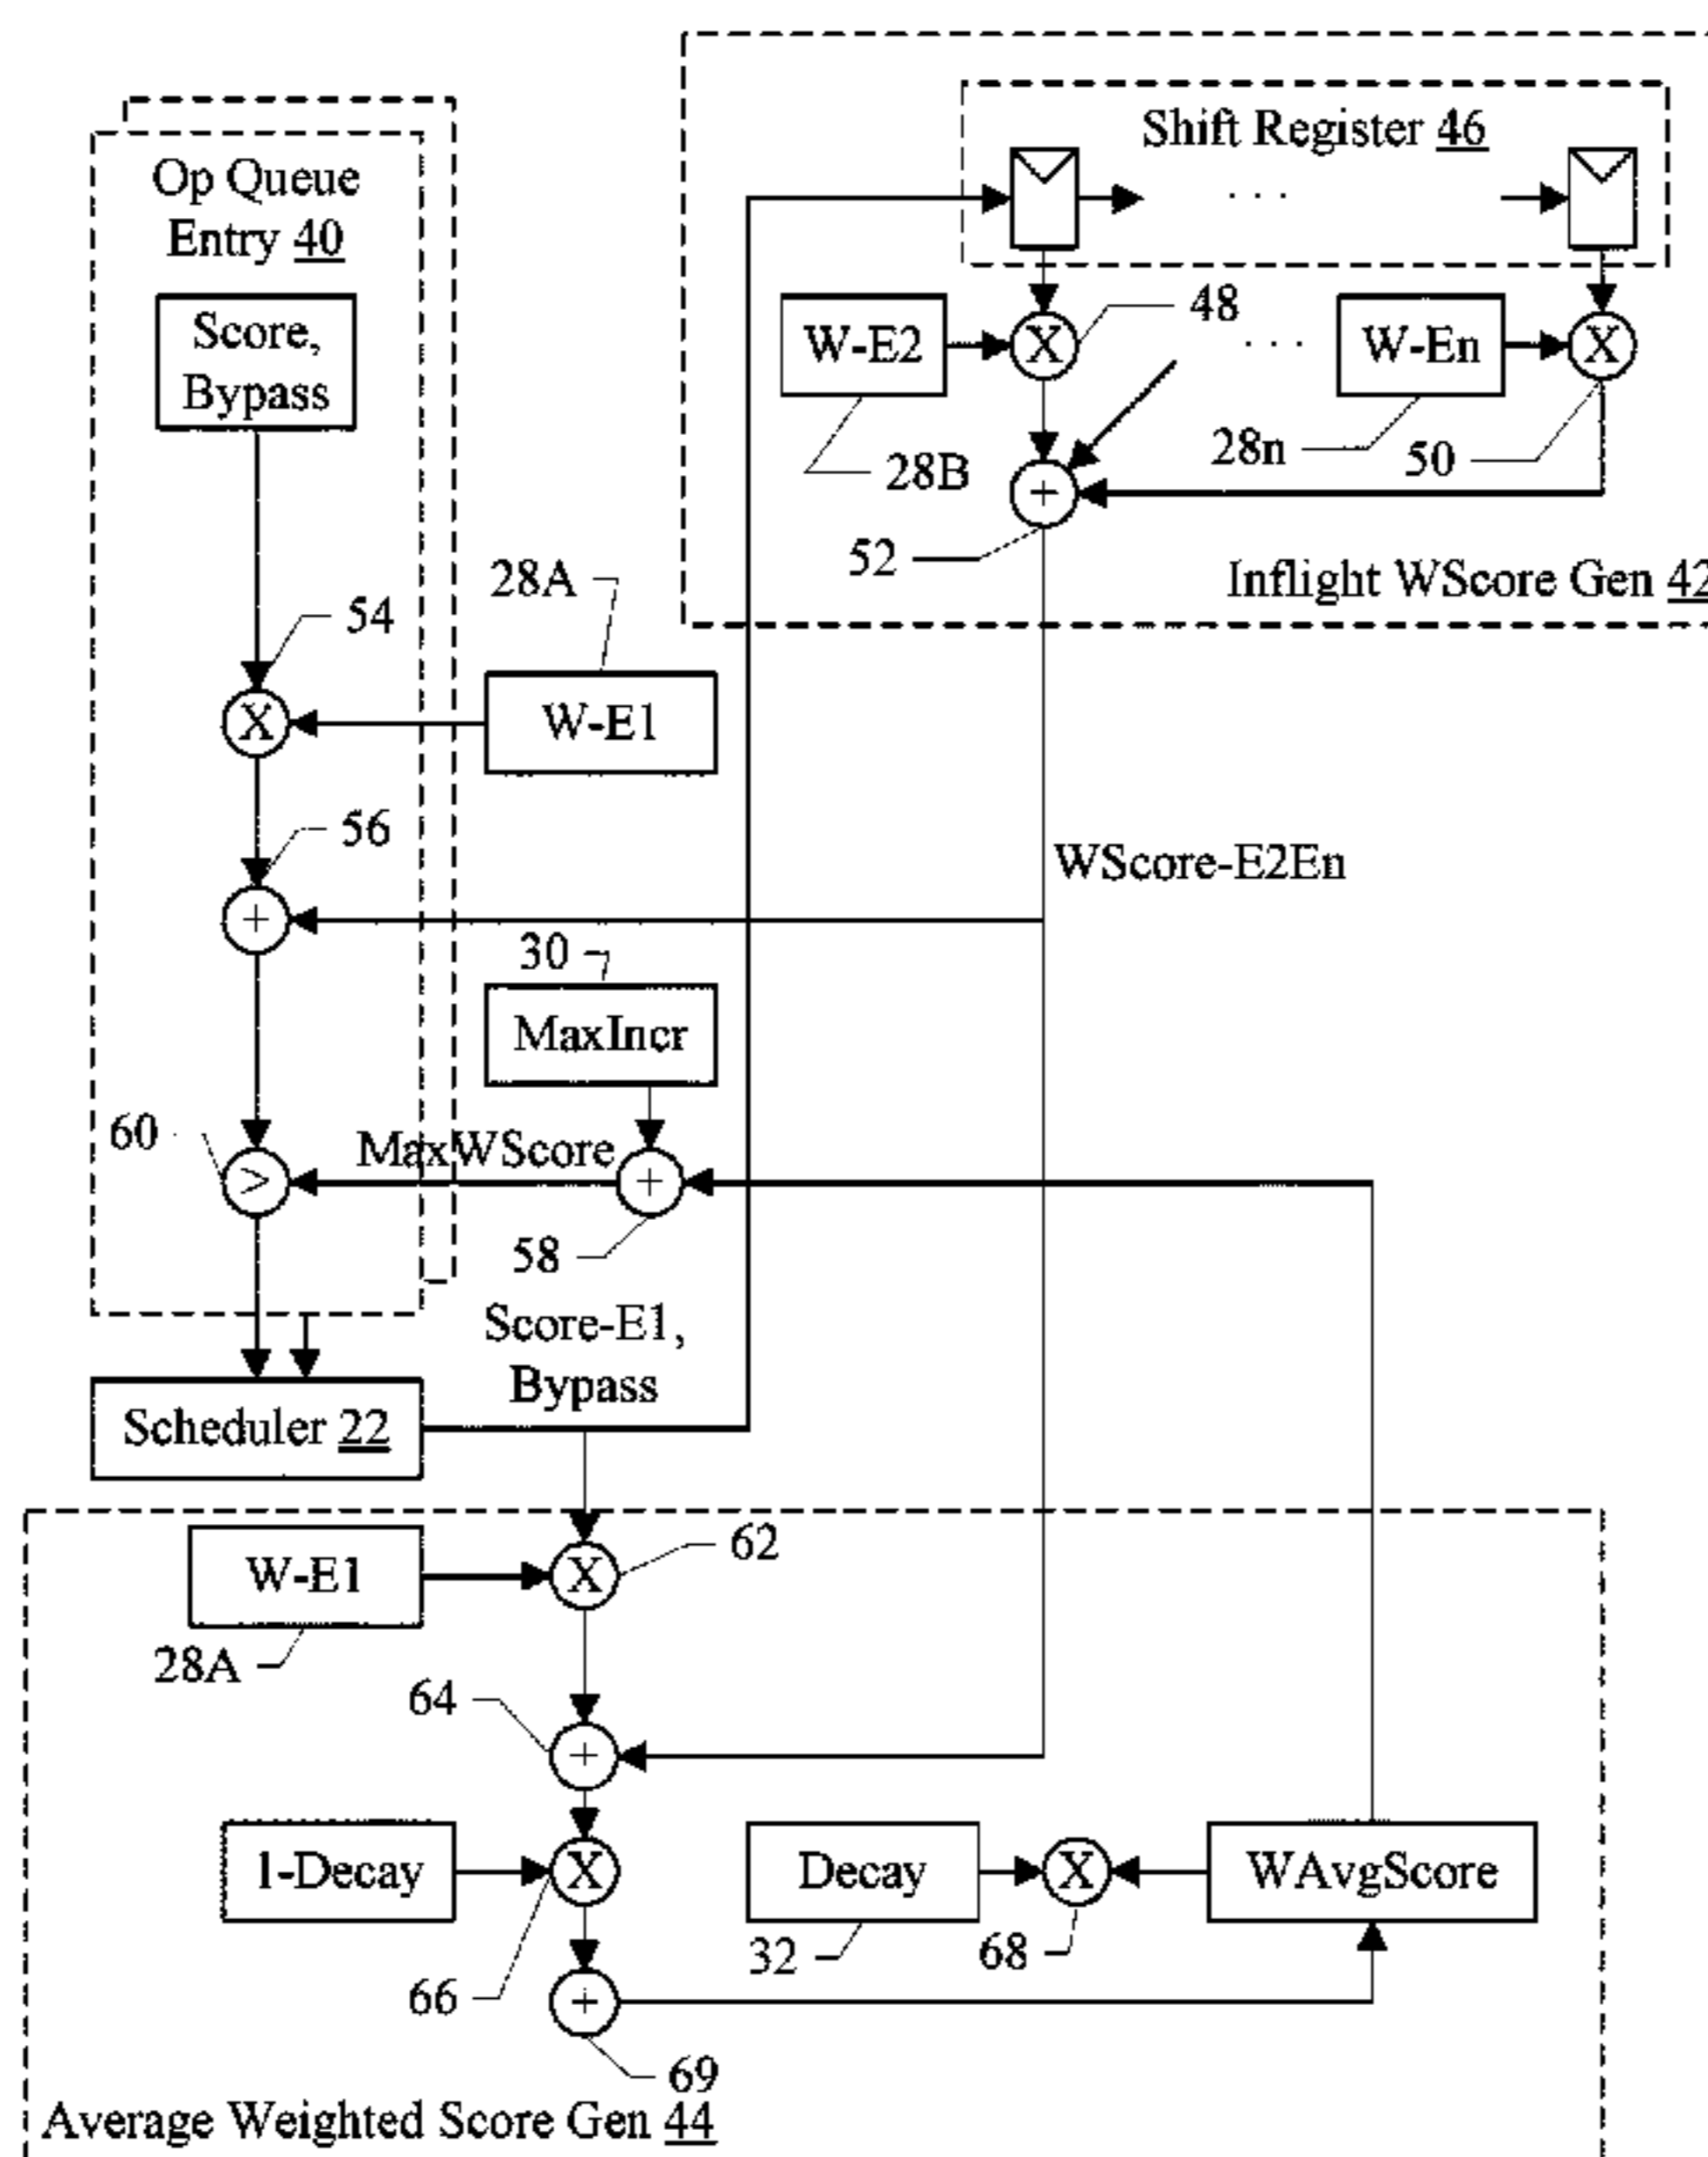 Op Queue
Entry 40
Score,
Bypass
Shift Register 46
. . .
W-E2
X
48
. . .
W-En
X
28B
28n
50
+
52
Inflight WScore Gen 42
28A
54
X
W-E1
56
+
WScore-E2En
30
MaxIncr
60
>
MaxWScore
+
58
Score-E1,
Bypass
Scheduler 22
W-E1
X
62
28A
64
+
1-Decay
X
Decay
X
WAvgScore
66
32
68
+
69
Average Weighted Score Gen 44